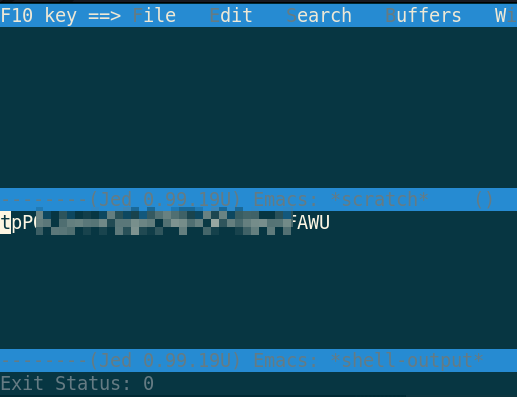 F10 key ==> File Edit Search Buffers W
(Jed 0.99-19U) Emacs: *scratch* ()
tpP FAWU
(Jed 0.99-19U) Emacs: *shell-output*
Exit Status: 0